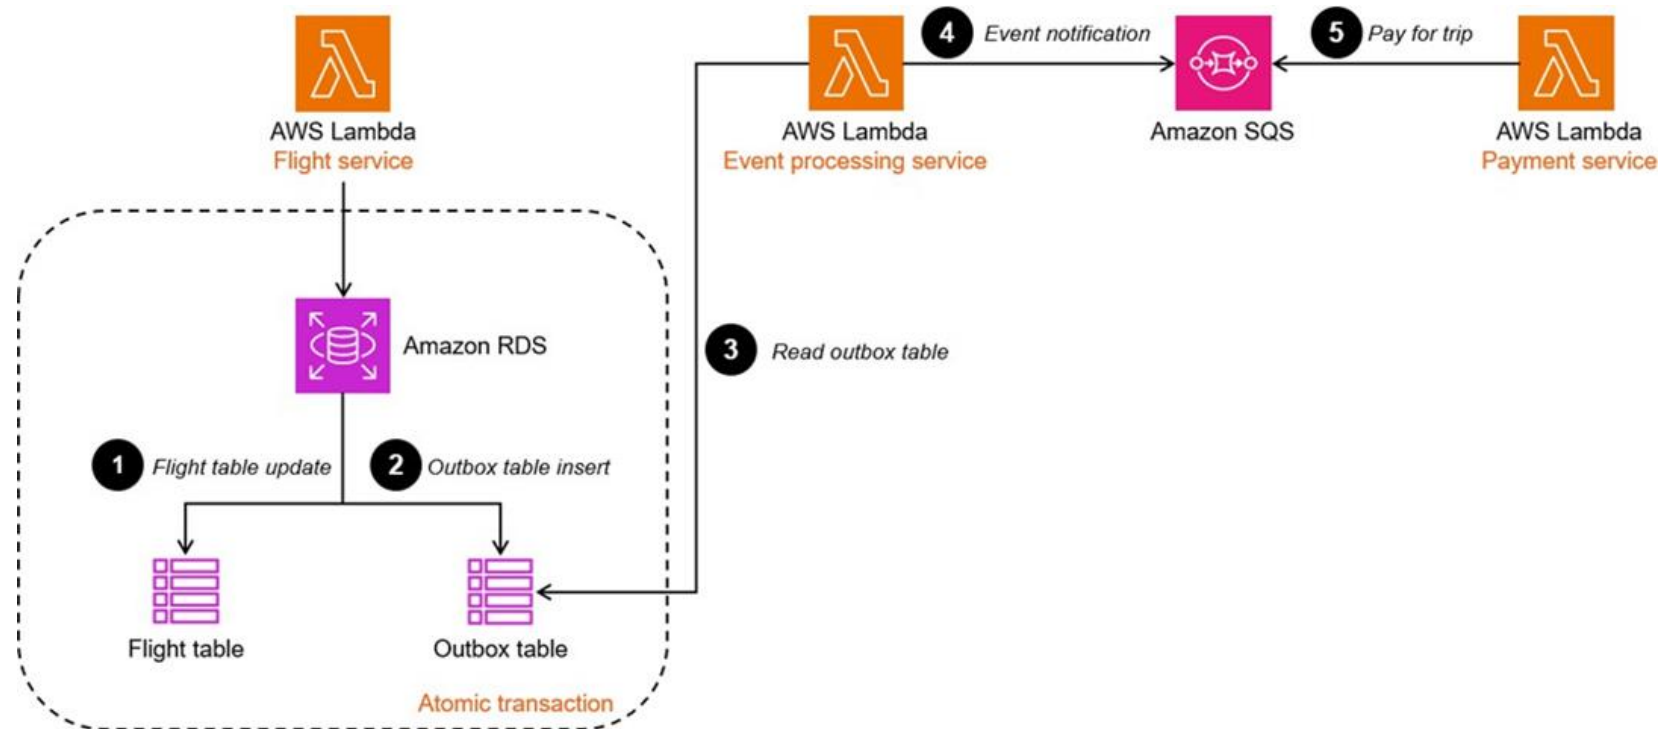 4 Event notification
5 Pay for trip
AWS Lambda
Flight service
AWS Lambda
Event processing service
Amazon SQS
AWS Lambda
Payment service
Amazon RDS
3 Read outbox table
1 Flight table update
2 Outbox table insert
Flight table
Outbox table
Atomic transaction